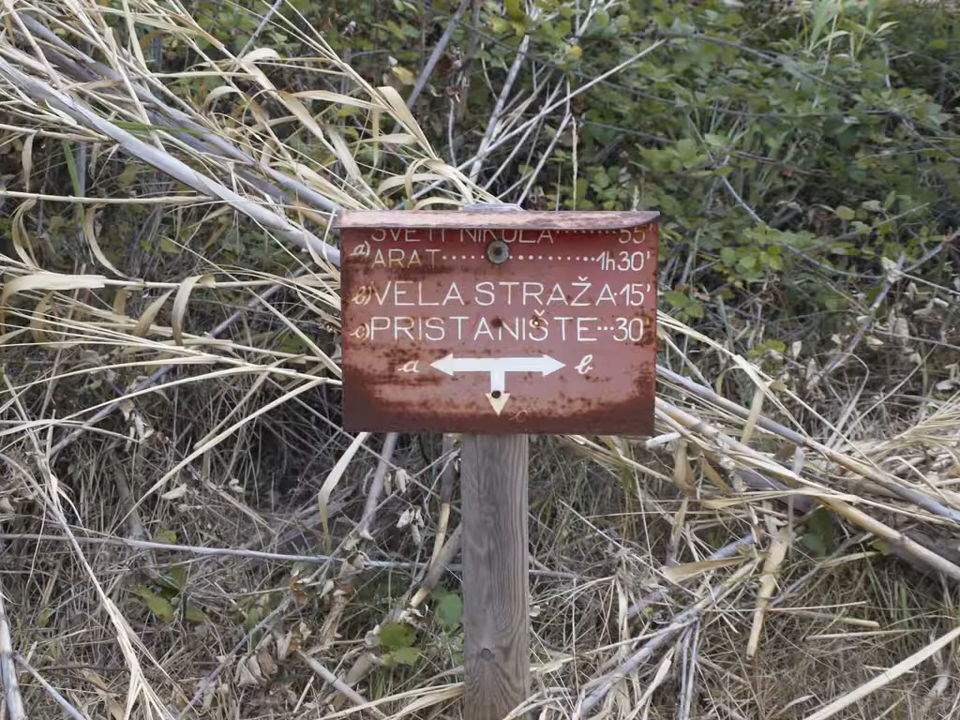 SVETI NIKOLA 55'
a) ARAT 1h30'
b) VELA STRAŽA 15'
c) PRISTANIŠTE 30'
a b
c